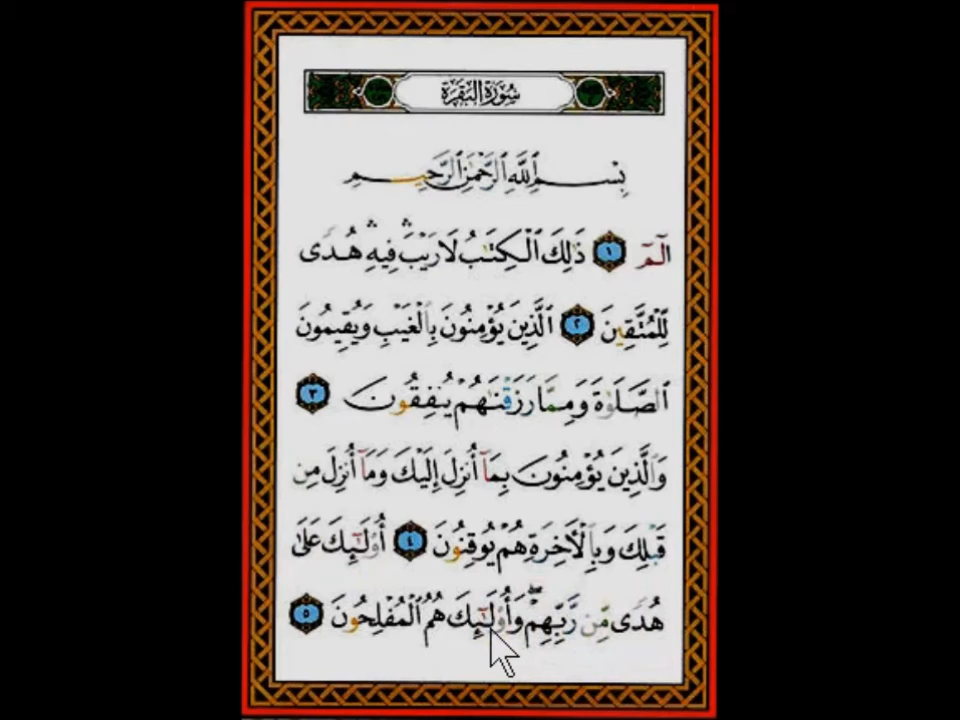 سُورَةُ البَقَرَةِ
بِسْمِ ٱللَّهِ ٱلرَّحْمَٰنِ ٱلرَّحِيمِ
الٓمٓ ١ ذَٰلِكَ ٱلْكِتَٰبُ لَا رَيْبَۛ فِيهِۛ هُدًى
لِّلْمُتَّقِينَ ٢ ٱلَّذِينَ يُؤْمِنُونَ بِٱلْغَيْبِ وَيُقِيمُونَ
ٱلصَّلَوٰةَ وَمِمَّا رَزَقْنَٰهُمْ يُنفِقُونَ ٣
وَٱلَّذِينَ يُؤْمِنُونَ بِمَآ أُنزِلَ إِلَيْكَ وَمَآ أُنزِلَ مِن
قَبْلِكَ وَبِٱلْأَخِرَةِ هُمْ يُوقِنُونَ ٤ أُو۟لَٰٓئِكَ عَلَىٰ
هُدًى مِّن رَّبِّهِمْۖ وَأُو۟لَٰٓئِكَ هُمُ ٱلْمُفْلِحُونَ ٥